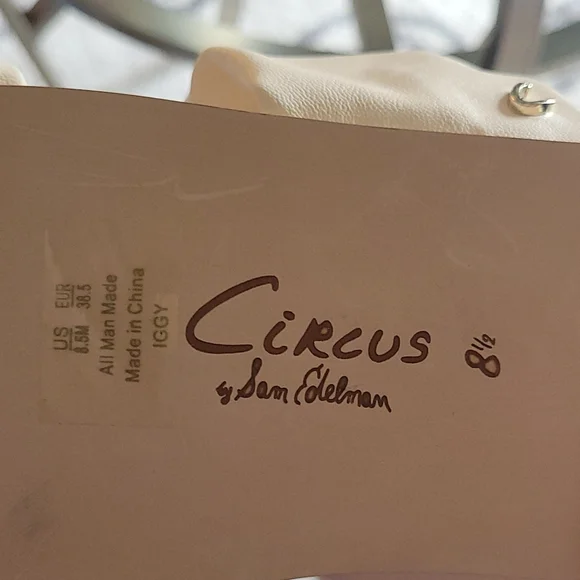 US EUR
8.5M 38.5
All Man Made
Made in China
IGGY
CiRCUS
by Sam Edelman
8½